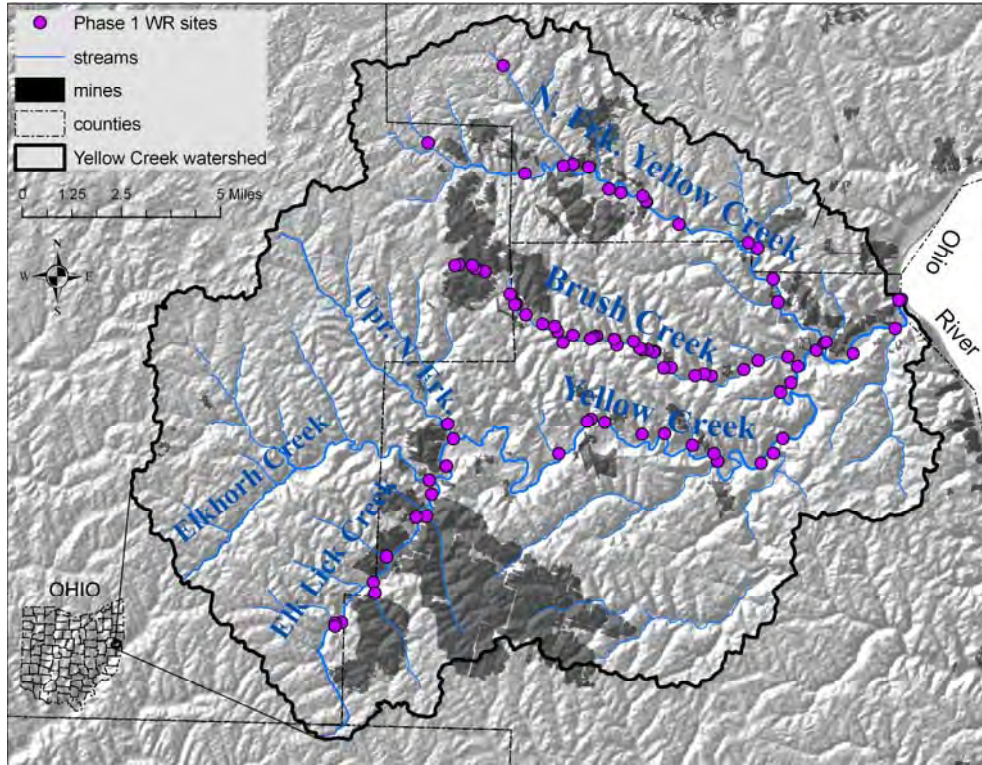 Phase 1 WR sites
streams
mines
counties
Yellow Creek watershed
0 1.25 2.5 5 Miles
N
W E
S
N. Frk. Yellow Creek
Brush Creek
Upr. N. Frk
Yellow Creek
Elkhorh Creek
Elk Lick Creek
Ohio
River
OHIO